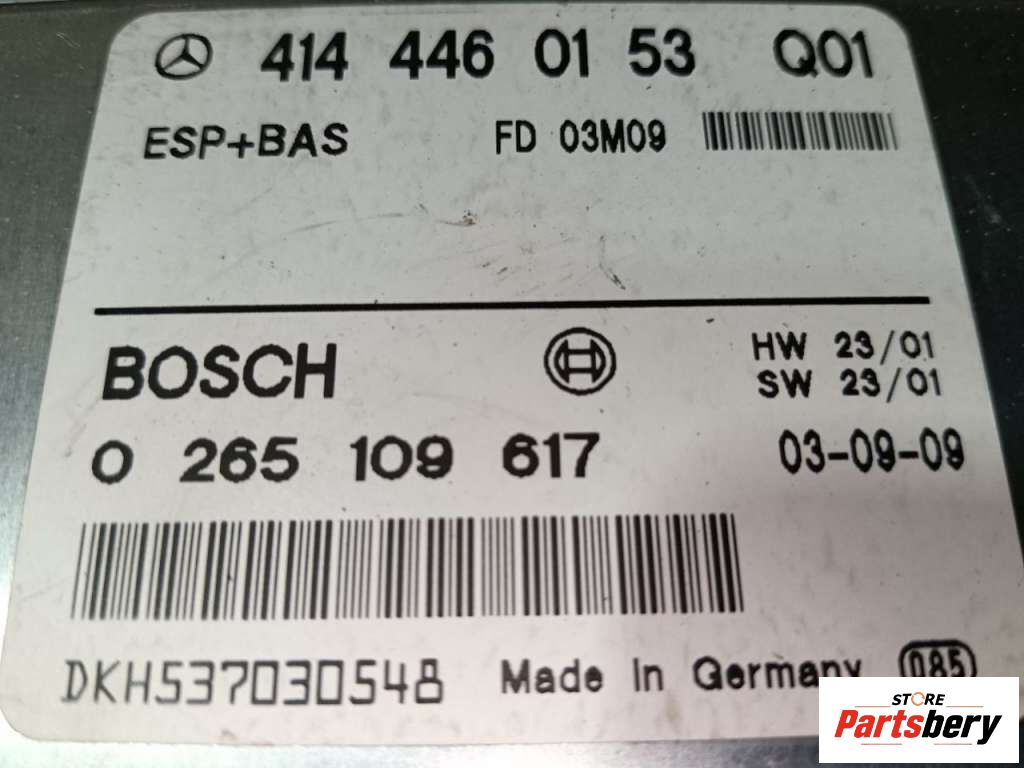 414 446 01 53 Q01
ESP+BAS FD 03M09
BOSCH HW 23/01
SW 23/01
0 265 109 617 03-09-09
DKH537030548 Made In Germany 085
STORE
Partsbery